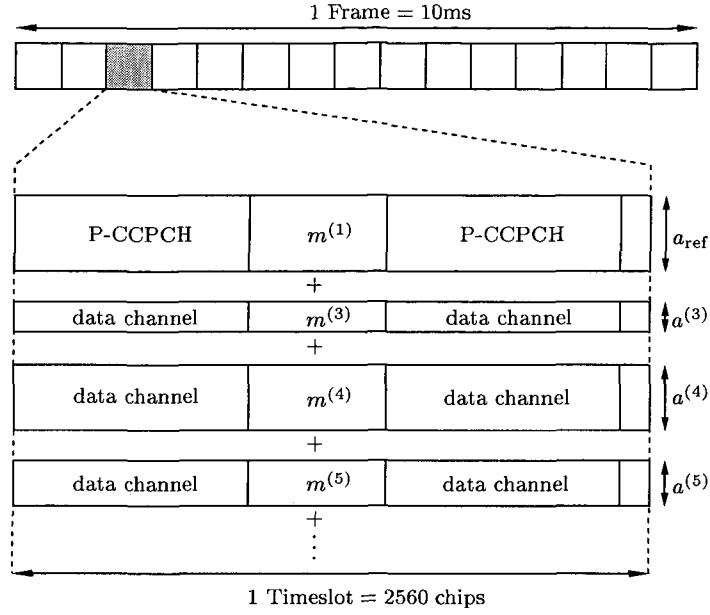 1 Frame = 10ms
P-CCPCH m^(1) P-CCPCH a_ref
+
data channel m^(3) data channel a^(3)
+
data channel m^(4) data channel a^(4)
+
data channel m^(5) data channel a^(5)
+
⋮
1 Timeslot = 2560 chips